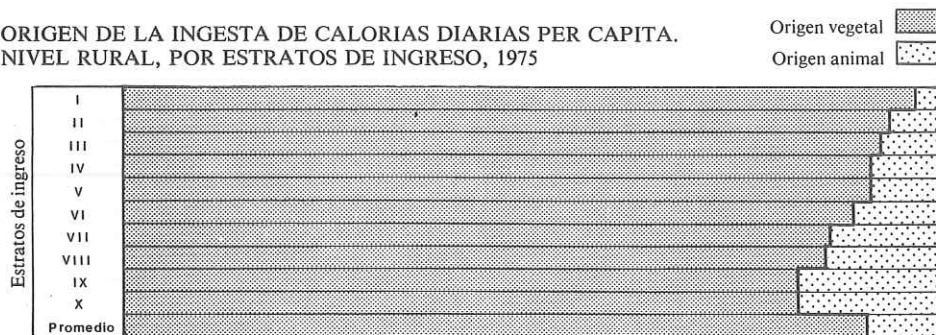 ORIGEN DE LA INGESTA DE CALORIAS DIARIAS PER CAPITA.
NIVEL RURAL, POR ESTRATOS DE INGRESO, 1975
Origen vegetal
Origen animal
Estratos de ingreso
I
II
III
IV
V
VI
VII
VIII
IX
X
Promedio